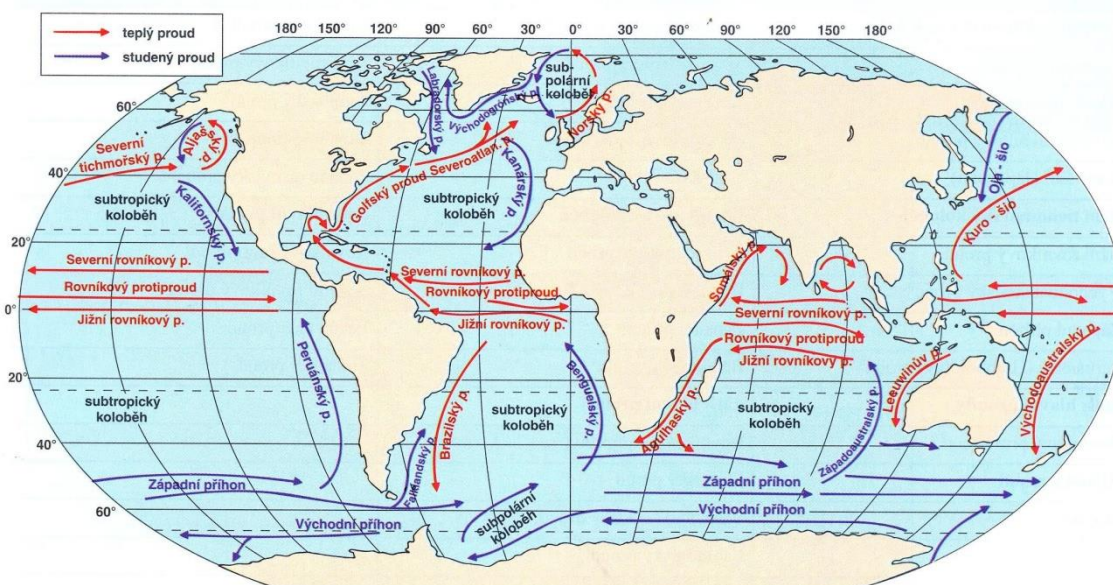 180° 150° 120° 90° 60° 30° 0° 30° 60° 90° 120° 150° 180°
teplý proud
studený proud
60°
40°
20°
0°
20°
40°
60°
Severní
tichmořský p.
Aljašský p.
Kalifornský p.
subtropický
koloběh
Labradorský p.
Východogrónský p.
sub-
polární
koloběh
Norský p.
Golfský proud
Severoatlan. p.
Kanárský p.
subtropický
koloběh
Oja - šio
Kuro - šio
Severní rovníkový p.
Rovníkový protiproud
Jižní rovníkový p.
Severní rovníkový p.
Rovníkový protiproud
Jižní rovníkový p.
Somálský p.
Severní rovníkový p.
Rovníkový protiproud
Jižní rovníkový p.
Peruánský p.
subtropický
koloběh
Brazilský p.
Falklandský p.
subtropický
koloběh
Benguelský p.
Agulhaský p.
subtropický
koloběh
Západoaustralský p.
Leeuwinův p.
Východoaustralský p.
Západní příhon
Západní příhon
Východní příhon
Východní příhon
subpolární
koloběh